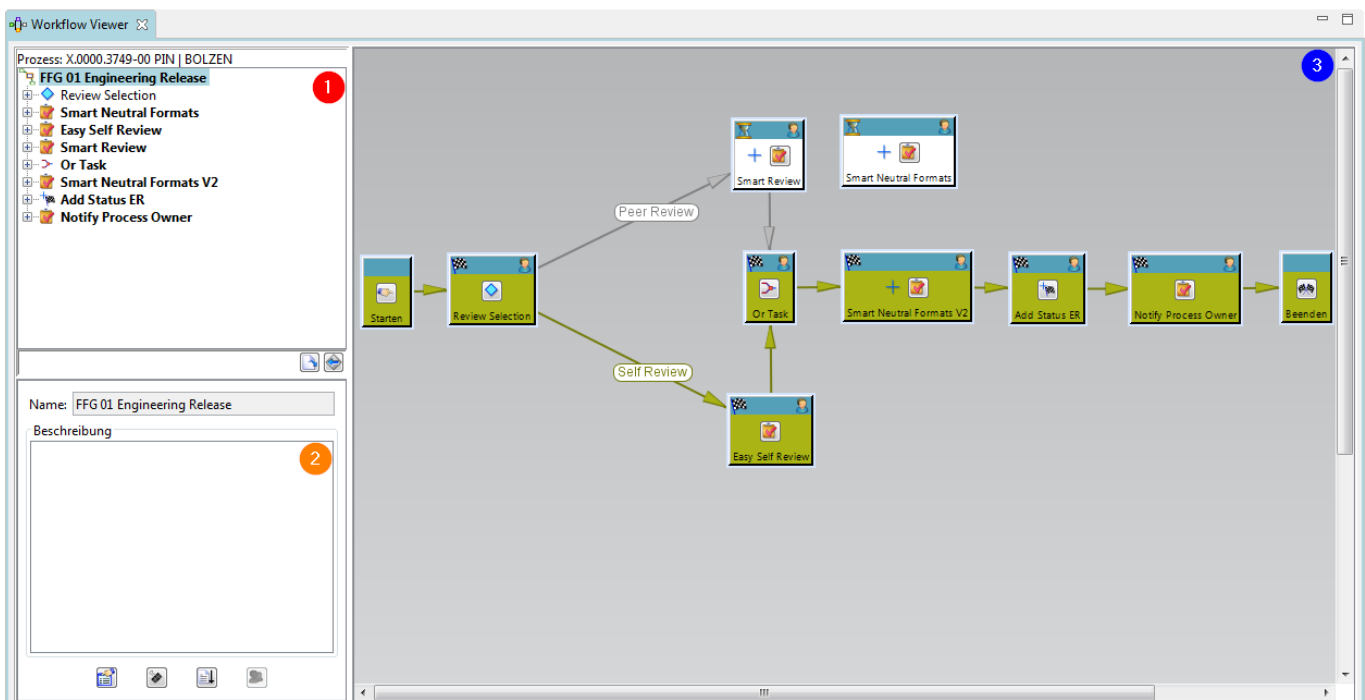 Workflow Viewer
Prozess: X.0000.3749-00 PIN | BOLZEN
FFG 01 Engineering Release
Review Selection
Smart Neutral Formats
Easy Self Review
Smart Review
Or Task
Smart Neutral Formats V2
Add Status ER
Notify Process Owner
1
Name: FFG 01 Engineering Release
Beschreibung
2
3
Smart Review
Smart Neutral Formats
Peer Review
Starten
Review Selection
Or Task
Smart Neutral Formats V2
Add Status ER
Notify Process Owner
Beenden
Self Review
Easy Self Review